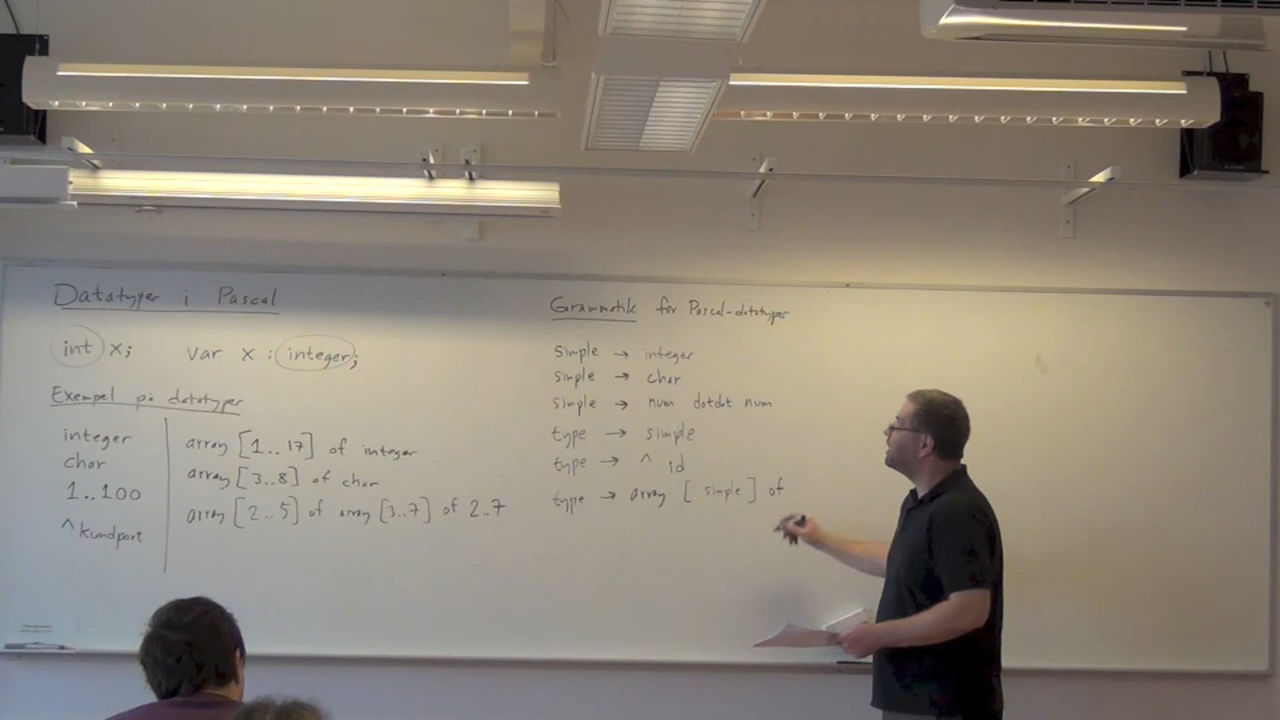 Datatyper i Pascal
int x; var x : integer;
Exempel på datatyper
integer
char
1..100
^kundpost
array [1..17] of integer
array [3..8] of char
array [2..5] of array [3..7] of 2..7
Grammatik för Pascal-datatyper
simple → integer
simple → char
simple → num dotdot num
type → simple
type → ^ id
type → array [ simple ] of